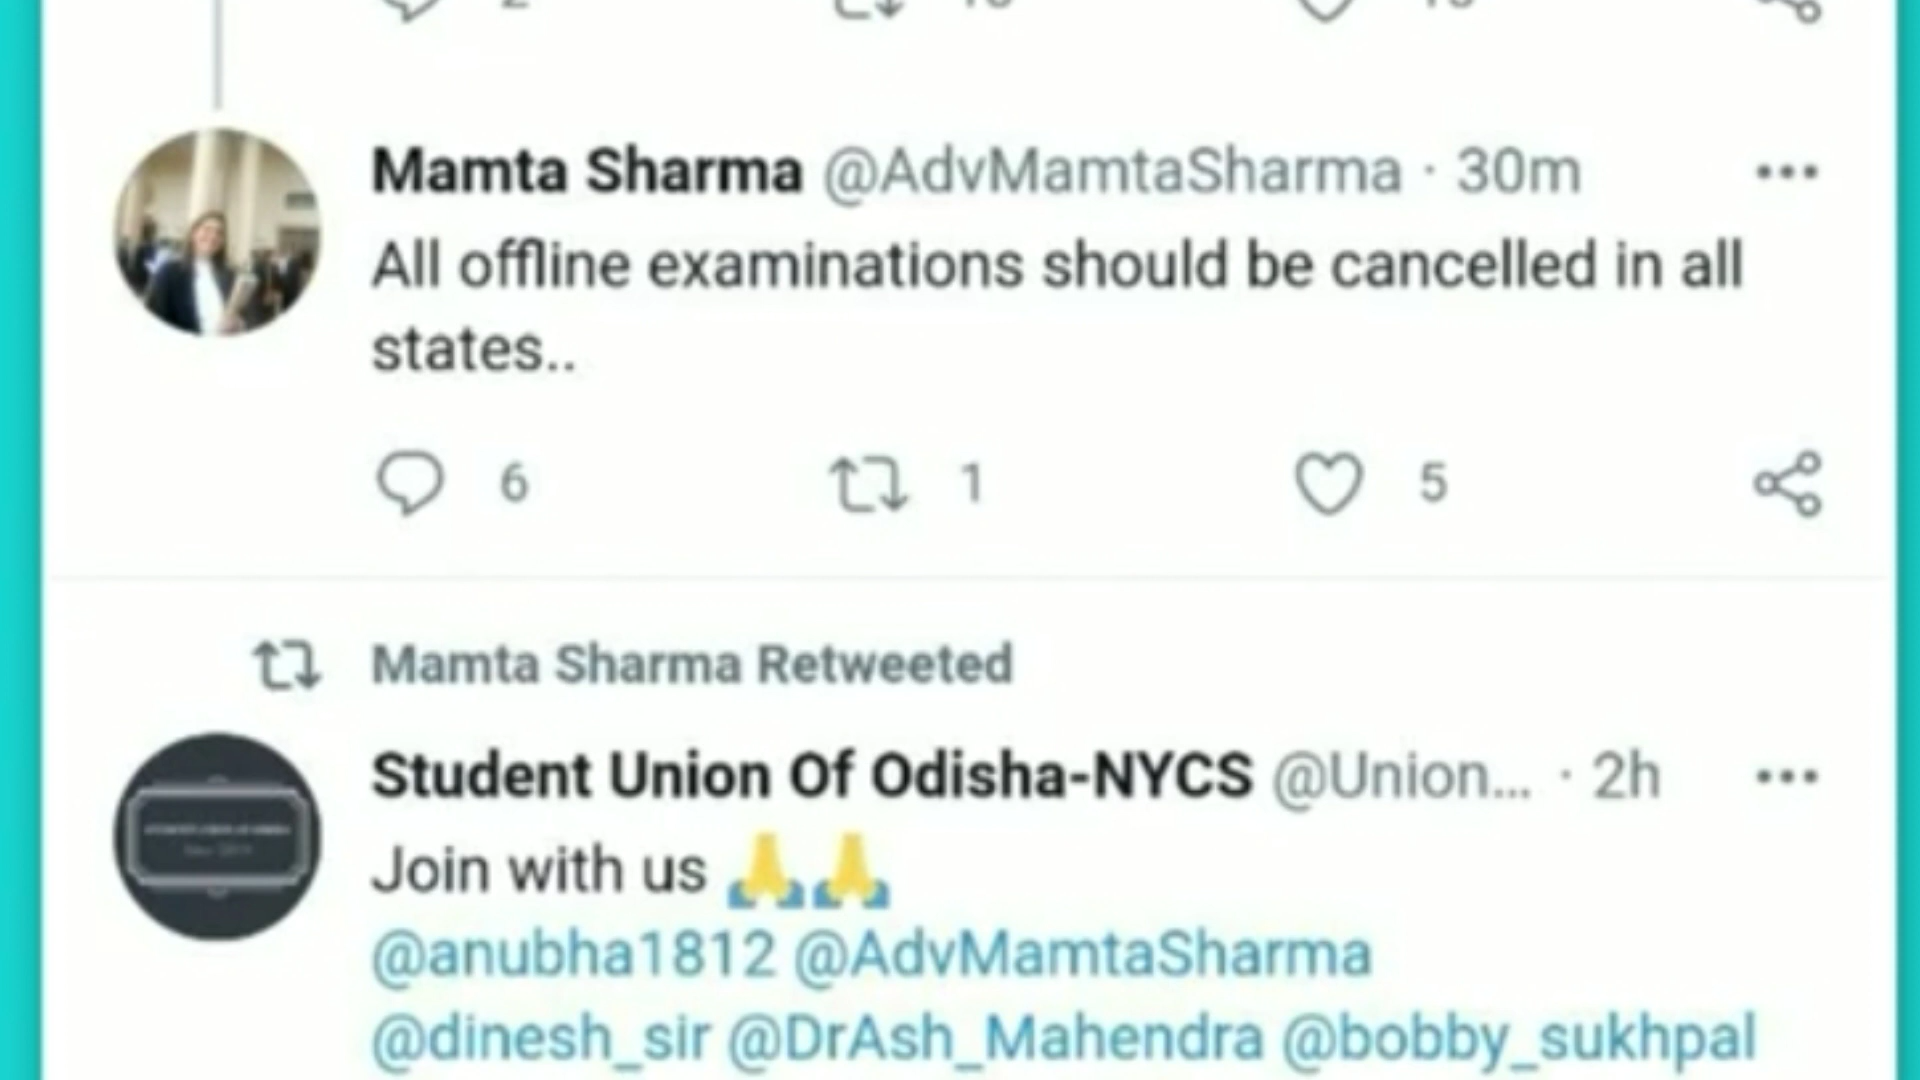 Mamta Sharma @AdvMamtaSharma · 30m
All offline examinations should be cancelled in all
states..
6 1 5
Mamta Sharma Retweeted
Student Union Of Odisha-NYCS @Union... · 2h
Join with us 🙏🙏
@anubha1812 @AdvMamtaSharma
@dinesh_sir @DrAsh_Mahendra @bobby_sukhpal